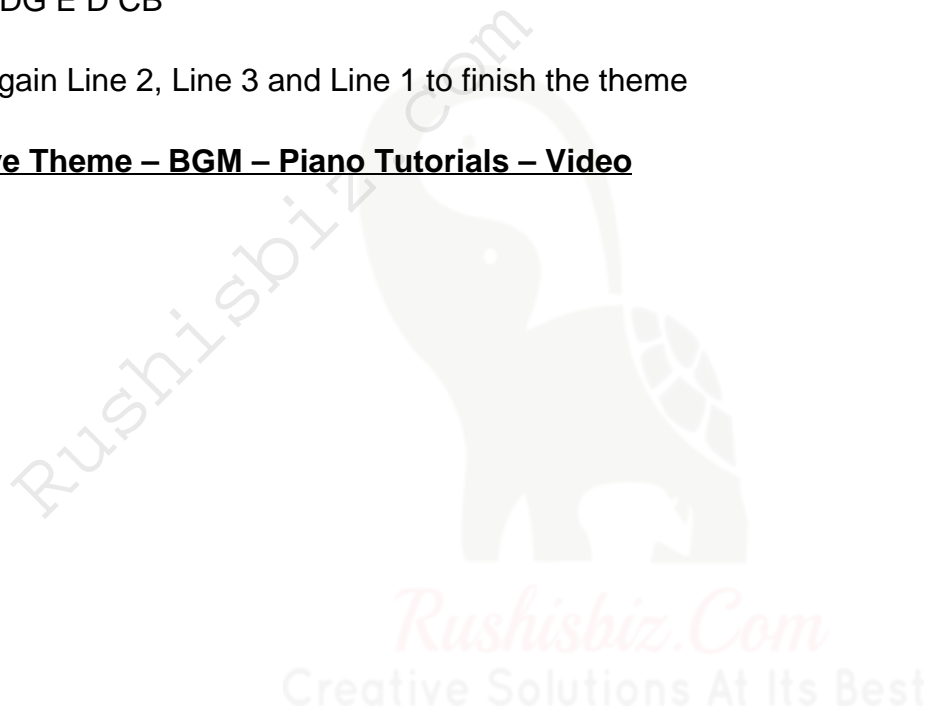 DG E D CB
gain Line 2, Line 3 and Line 1 to finish the theme
e Theme – BGM – Piano Tutorials – Video
Rushisbiz.com
Rushisbiz.Com
Creative Solutions At Its Best